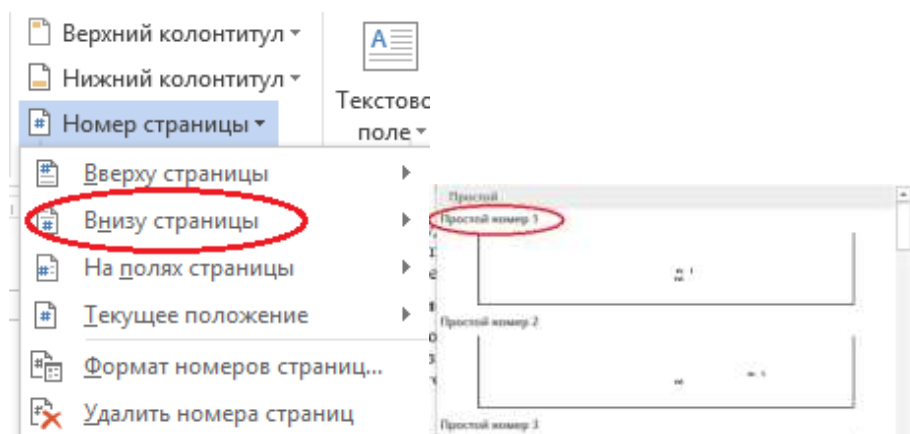 Верхний колонтитул
Нижний колонтитул
Номер страницы
Текстово
поле
Вверху страницы
Внизу страницы
На полях страницы
Текущее положение
Формат номеров страниц...
Удалить номера страниц
Простой
Простой номер 1
Простой номер 2
Простой номер 3